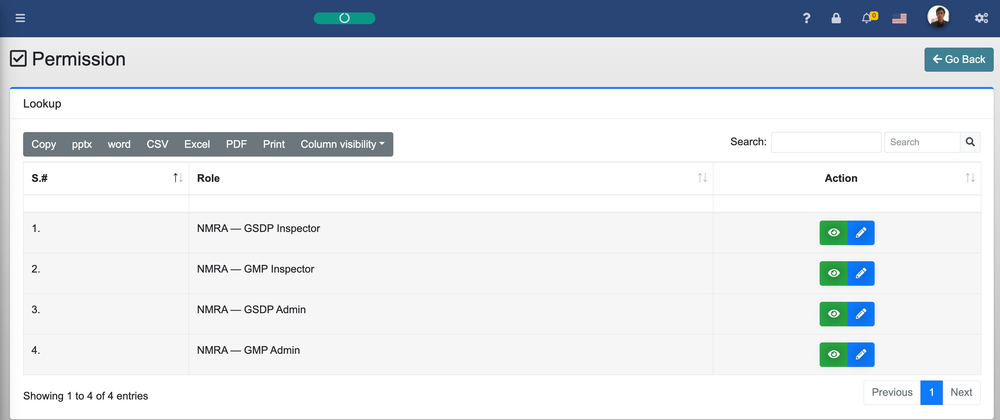 0
Permission
Go Back
Lookup
Copy pptx word CSV Excel PDF Print Column visibility
Search: Search
S.# Role Action
1. NMRA — GSDP Inspector
2. NMRA — GMP Inspector
3. NMRA — GSDP Admin
4. NMRA — GMP Admin
Showing 1 to 4 of 4 entries
Previous 1 Next